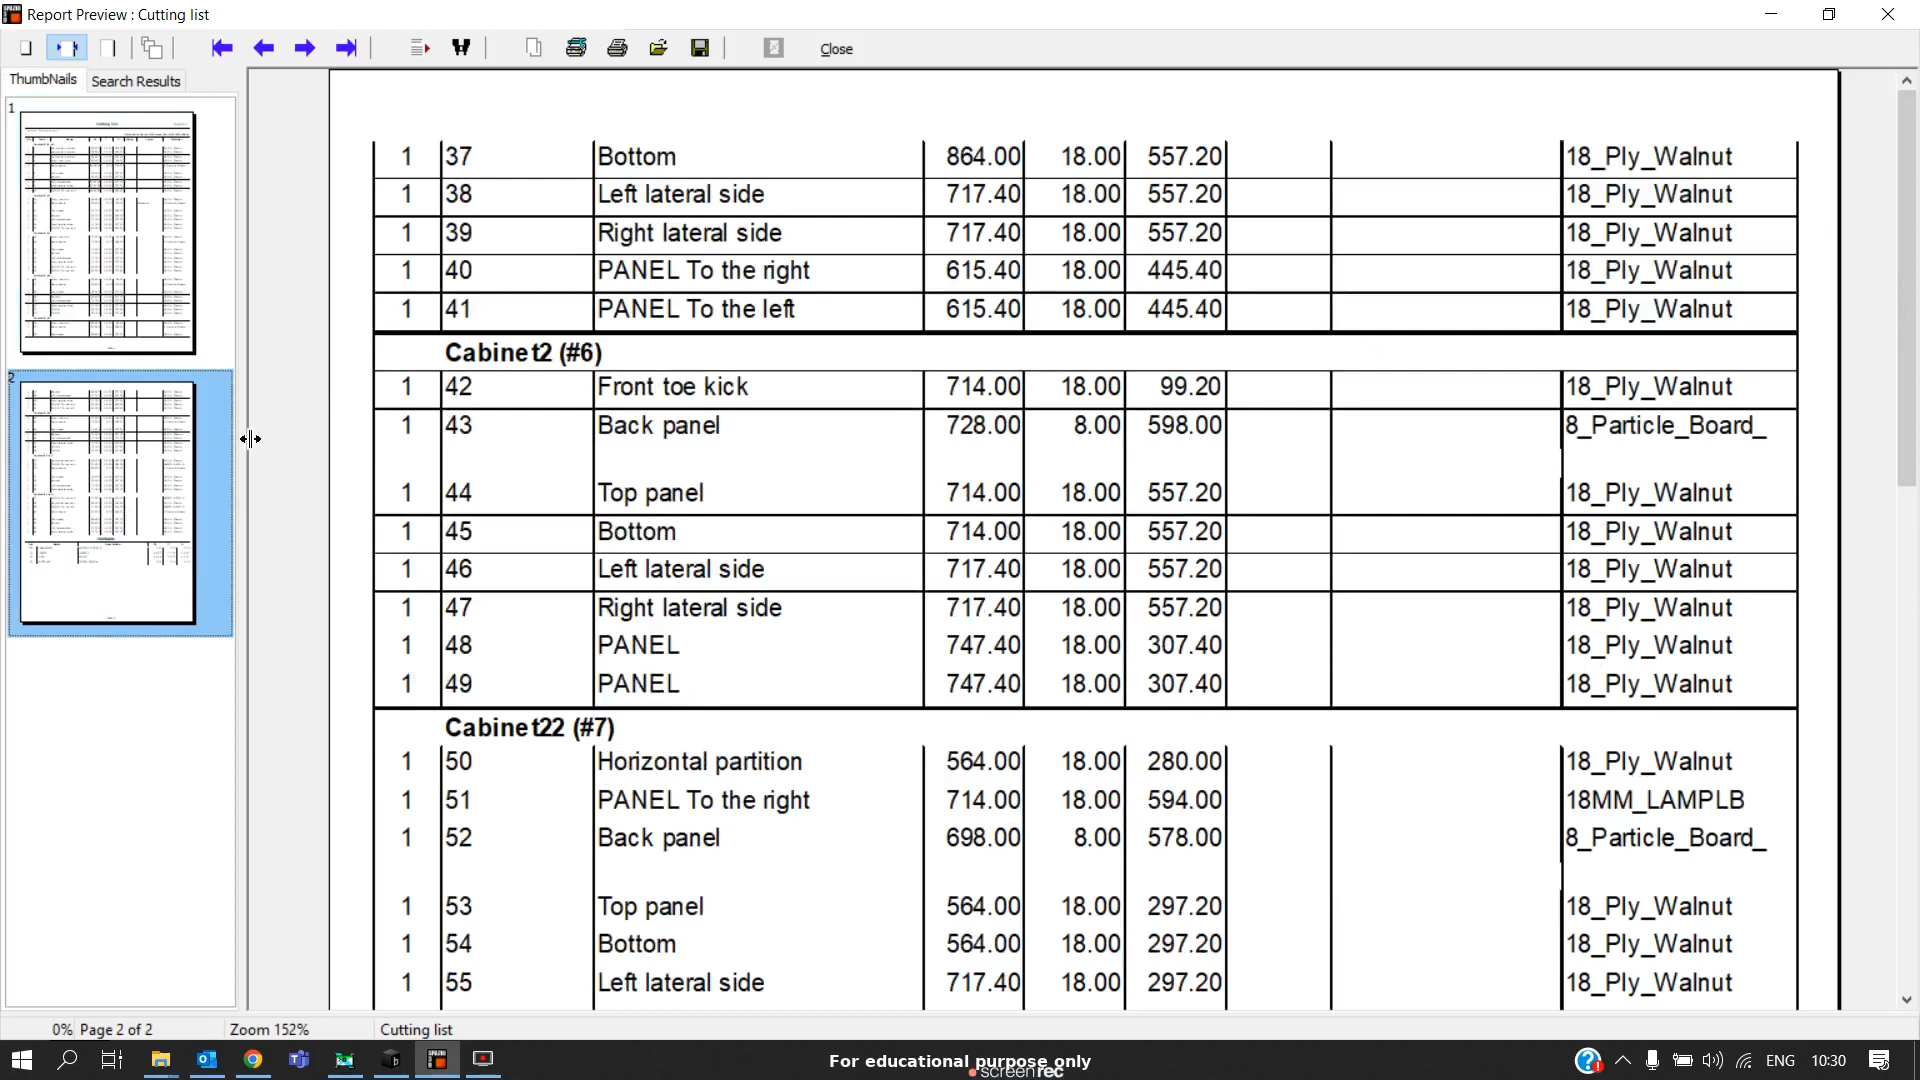 Report Preview : Cutting list
Close
ThumbNails Search Results
1
2
1 37 Bottom 864.00 18.00 557.20 18_Ply_Walnut
1 38 Left lateral side 717.40 18.00 557.20 18_Ply_Walnut
1 39 Right lateral side 717.40 18.00 557.20 18_Ply_Walnut
1 40 PANEL To the right 615.40 18.00 445.40 18_Ply_Walnut
1 41 PANEL To the left 615.40 18.00 445.40 18_Ply_Walnut
Cabinet2 (#6)
1 42 Front toe kick 714.00 18.00 99.20 18_Ply_Walnut
1 43 Back panel 728.00 8.00 598.00 8_Particle_Board_
1 44 Top panel 714.00 18.00 557.20 18_Ply_Walnut
1 45 Bottom 714.00 18.00 557.20 18_Ply_Walnut
1 46 Left lateral side 717.40 18.00 557.20 18_Ply_Walnut
1 47 Right lateral side 717.40 18.00 557.20 18_Ply_Walnut
1 48 PANEL 747.40 18.00 307.40 18_Ply_Walnut
1 49 PANEL 747.40 18.00 307.40 18_Ply_Walnut
Cabinet22 (#7)
1 50 Horizontal partition 564.00 18.00 280.00 18_Ply_Walnut
1 51 PANEL To the right 714.00 18.00 594.00 18MM_LAMPLB
1 52 Back panel 698.00 8.00 578.00 8_Particle_Board_
1 53 Top panel 564.00 18.00 297.20 18_Ply_Walnut
1 54 Bottom 564.00 18.00 297.20 18_Ply_Walnut
1 55 Left lateral side 717.40 18.00 297.20 18_Ply_Walnut
0% Page 2 of 2 Zoom 152% Cutting list
For educational purpose only
screenrec
ENG 10:30